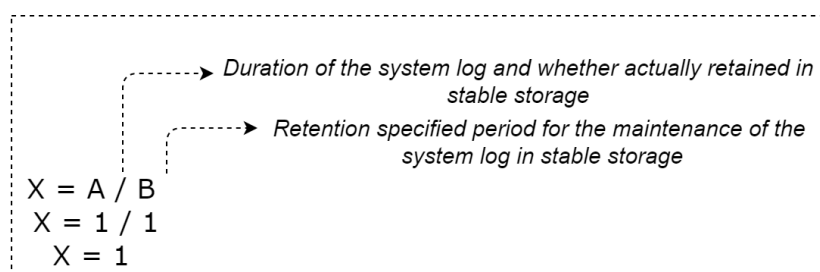 Duration of the system log and whether actually retained in
stable storage
Retention specified period for the maintenance of the
system log in stable storage
X = A / B
X = 1 / 1
X = 1